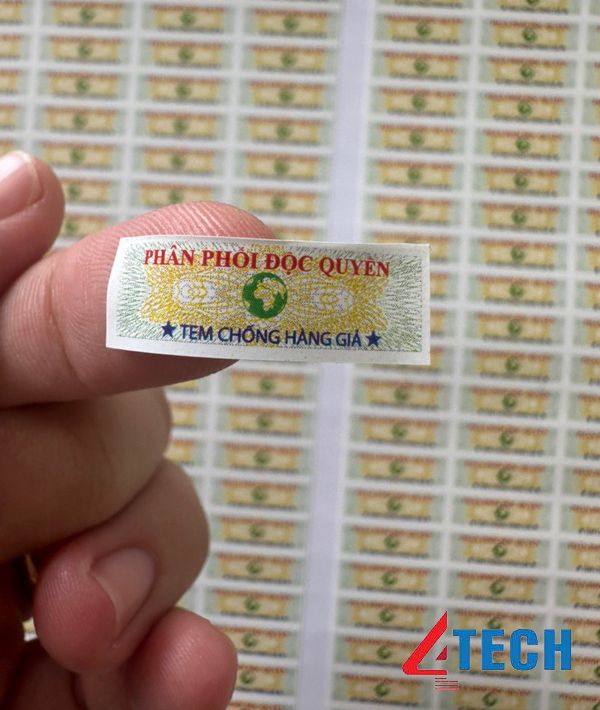 PHÂN PHỐI ĐỘC QUYỀN
★ TEM CHỐNG HÀNG GIẢ ★
4TECH